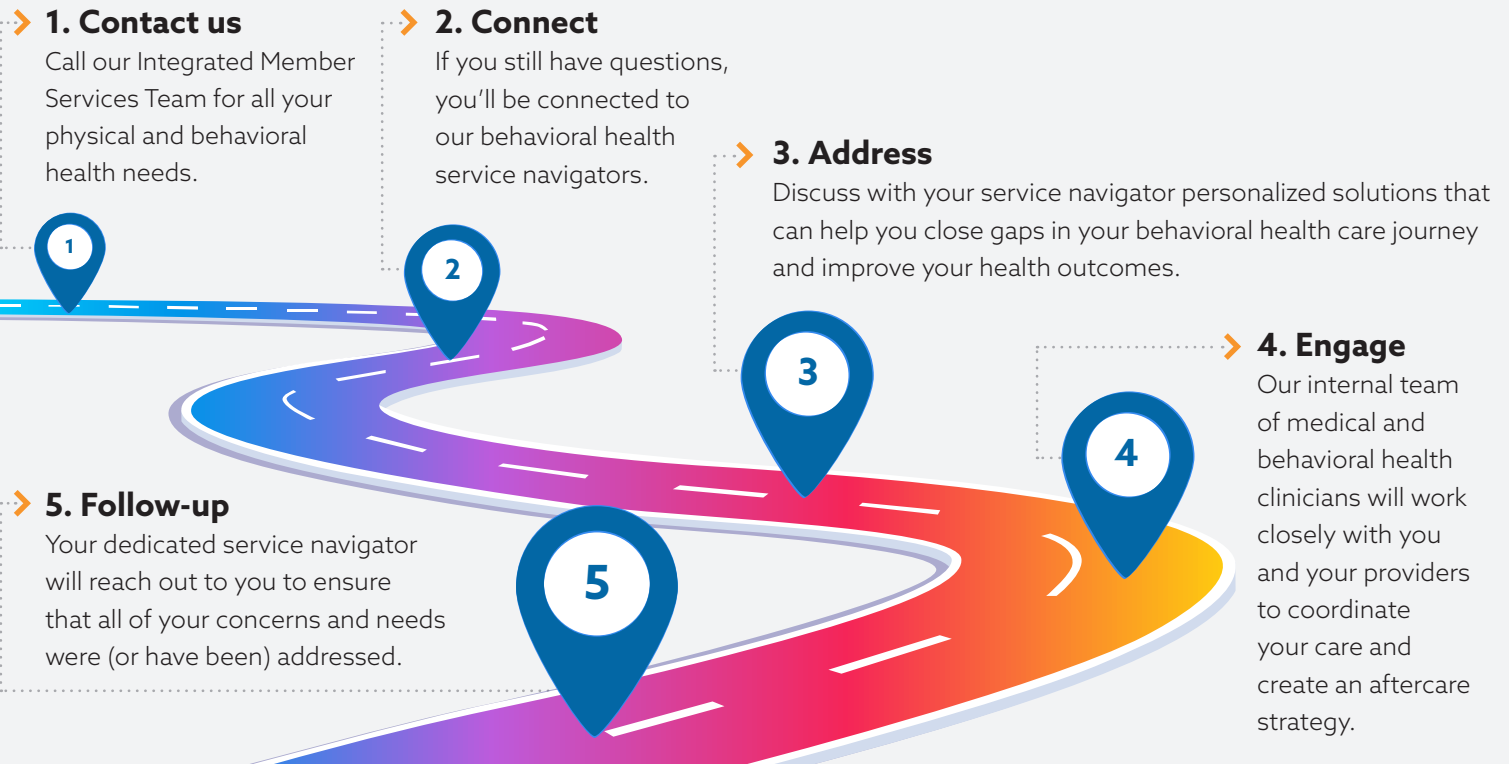 1. Contact us
Call our Integrated Member
Services Team for all your
physical and behavioral
health needs.
2. Connect
If you still have questions,
you'll be connected to
our behavioral health
service navigators.
3. Address
Discuss with your service navigator personalized solutions that
can help you close gaps in your behavioral health care journey
and improve your health outcomes.
4. Engage
Our internal team
of medical and
behavioral health
clinicians will work
closely with you
and your providers
to coordinate
your care and
create an aftercare
strategy.
5. Follow-up
Your dedicated service navigator
will reach out to you to ensure
that all of your concerns and needs
were (or have been) addressed.
1
2
3
4
5